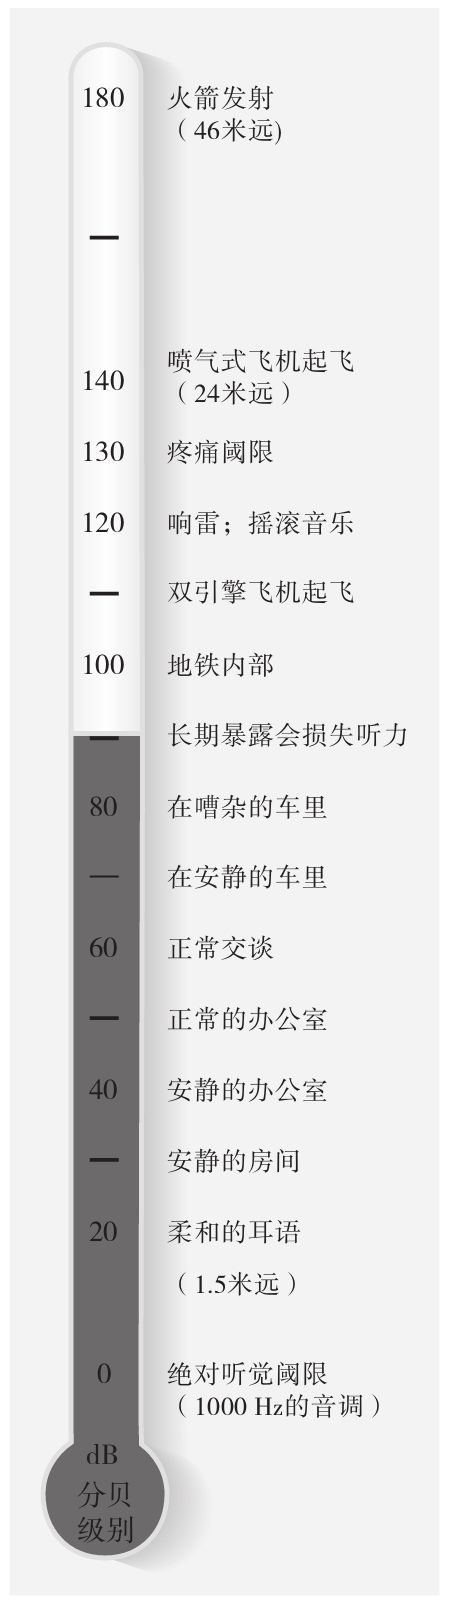 180 火箭发射
（46米远)
喷气式飞机起飞
140
（24米远）
130 疼痛阈限
120 响雷；摇滚音乐
双引擎飞机起飞
100 地铁内部
长期暴露会损失听力
80 在嘈杂的车里
在安静的车里
60 正常交谈
正常的办公室
40 安静的办公室
安静的房间
20 柔和的耳语
（1.5米远）
0 绝对听觉阈限
（1000 Hz的音调）
dB
分贝
级别